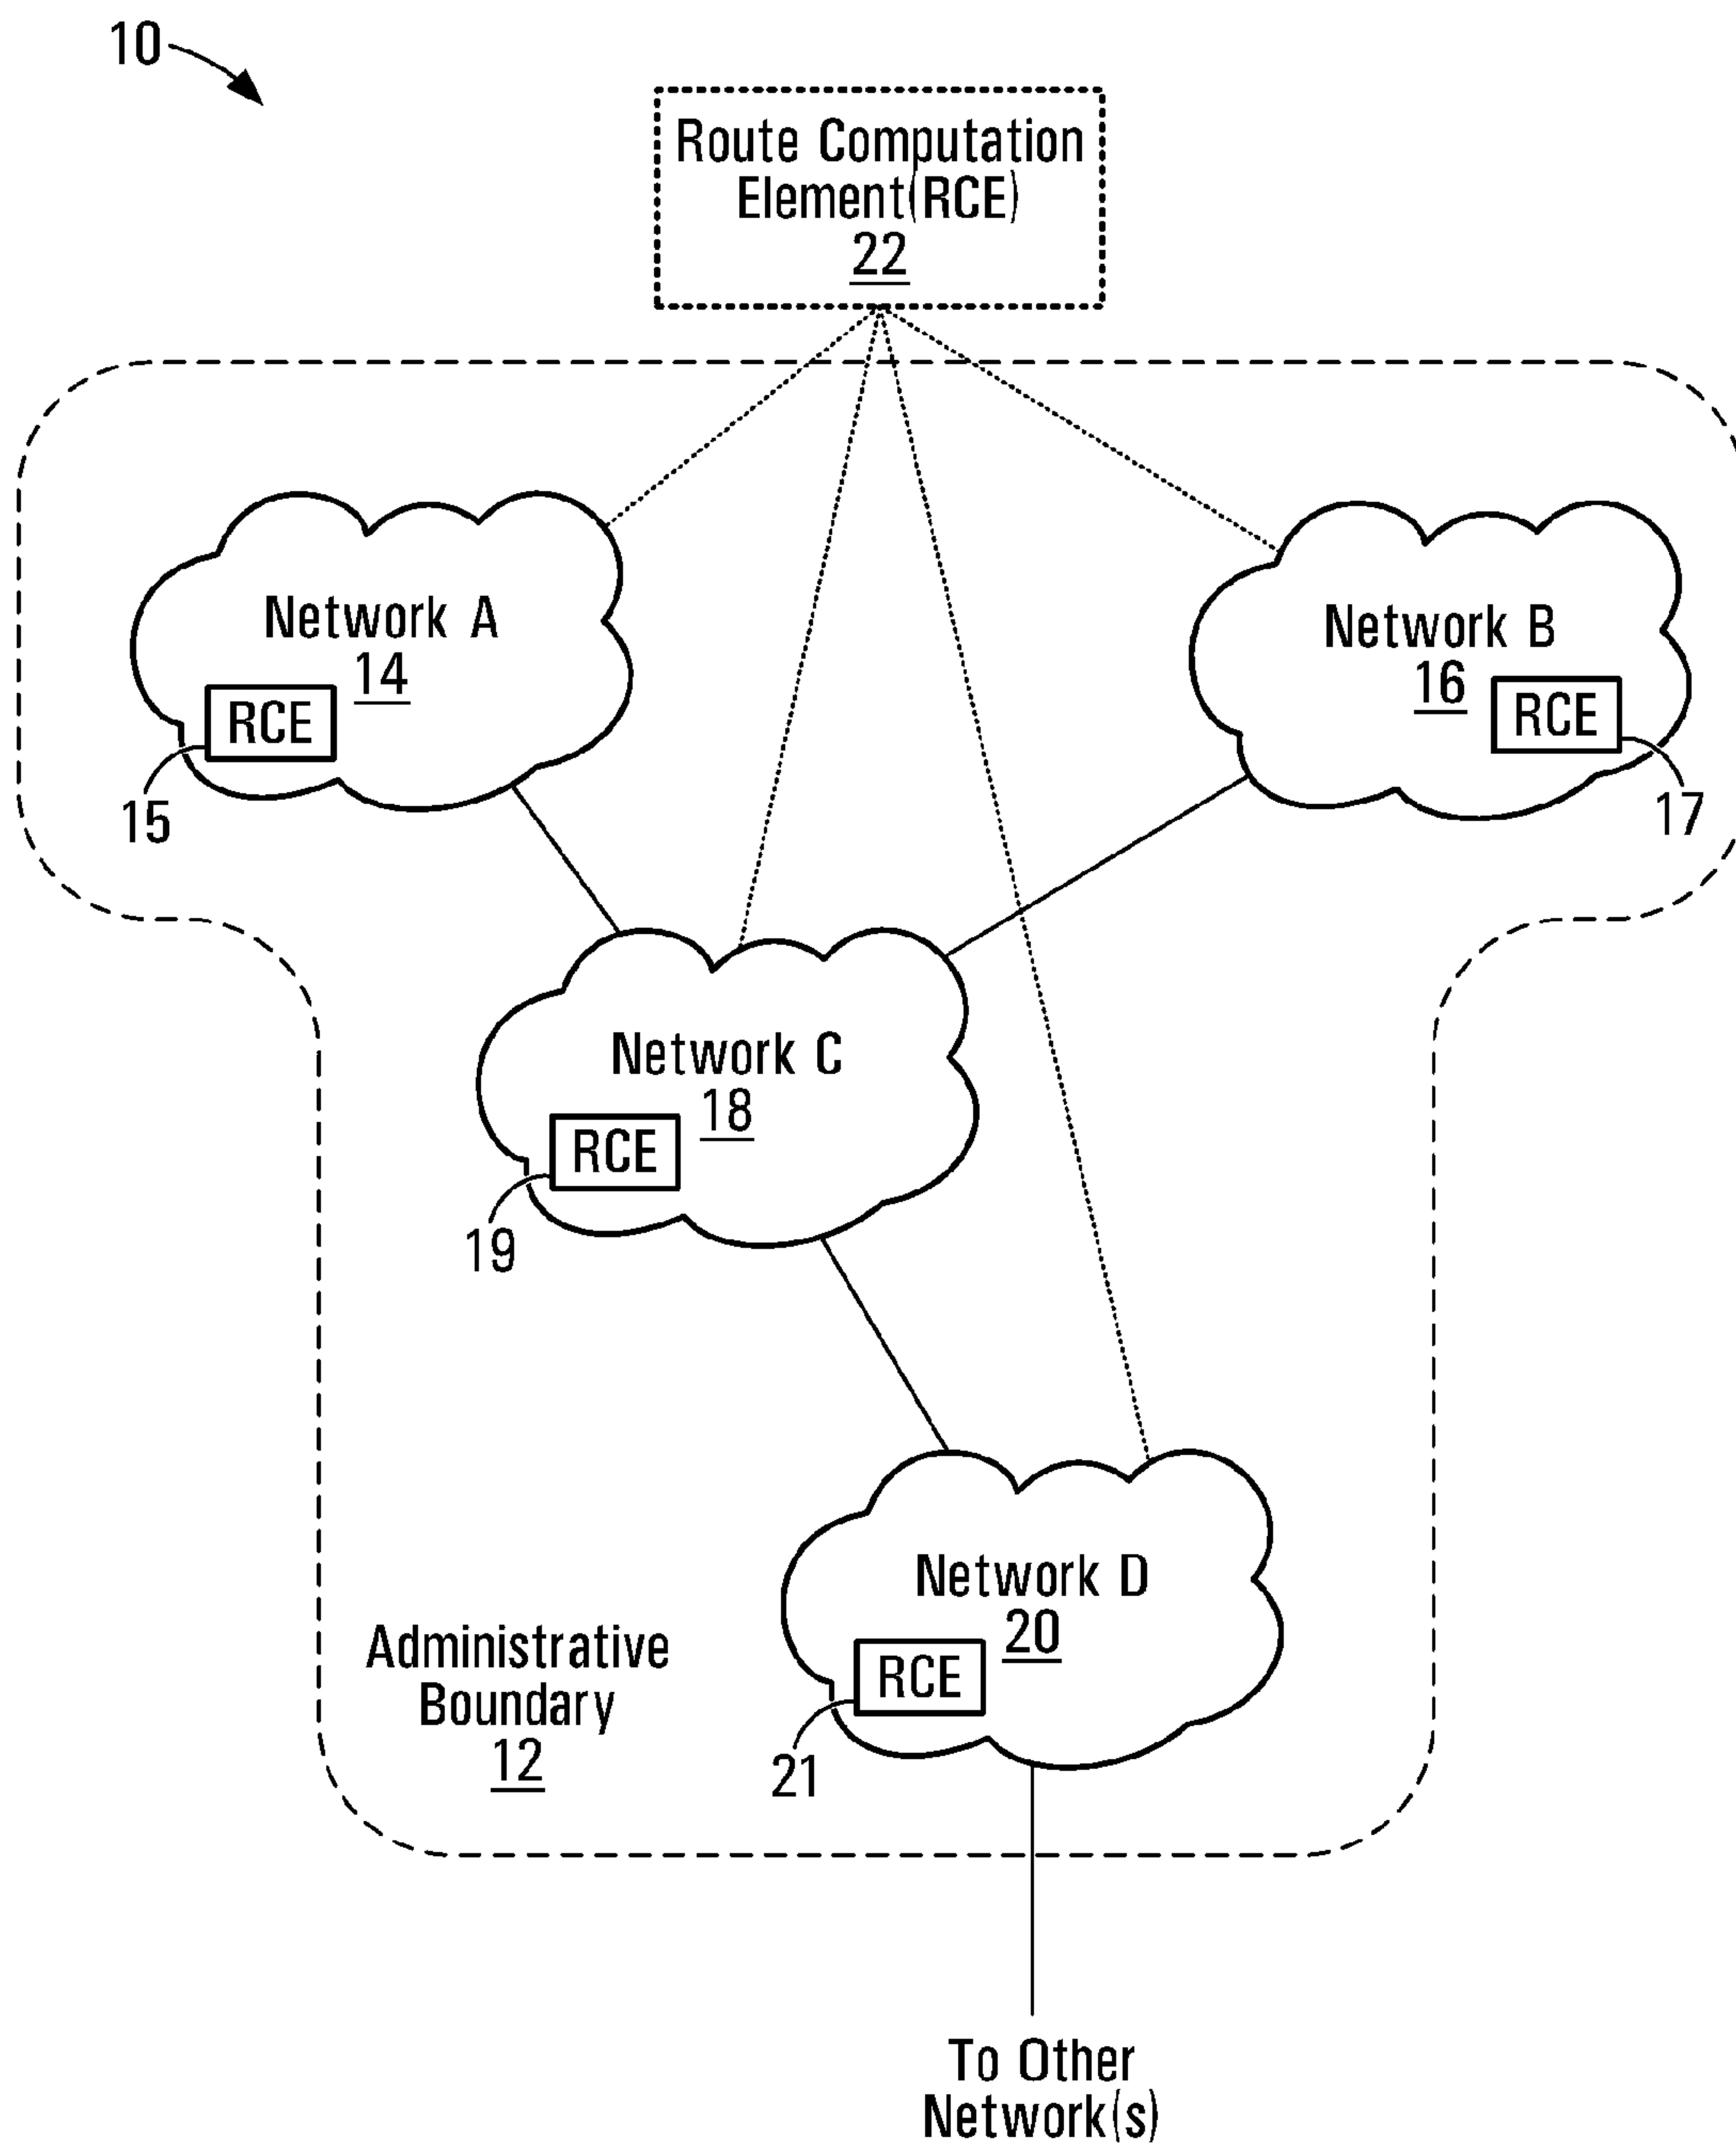 10
Route Computation
Element(RCE)
22
Network A
14
RCE
15
Network B
16
RCE
17
Network C
18
RCE
19
Network D
20
RCE
21
Administrative
Boundary
12
To Other
Network(s)